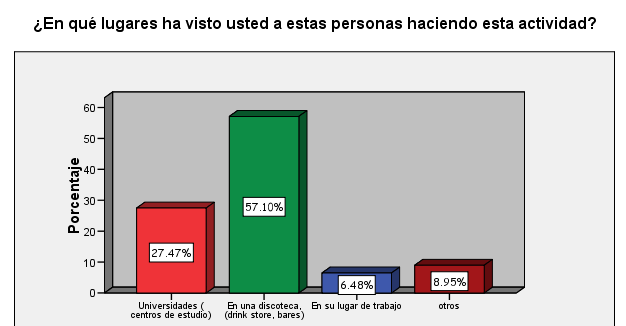 ¿En qué lugares ha visto usted a estas personas haciendo esta actividad?
Porcentaje
60
50
40
30
20
10
0
27.47%
57.10%
6.48%
8.95%
Universidades (
centros de estudio)
En una discoteca,
(drink store, bares)
En su lugar de trabajo
otros